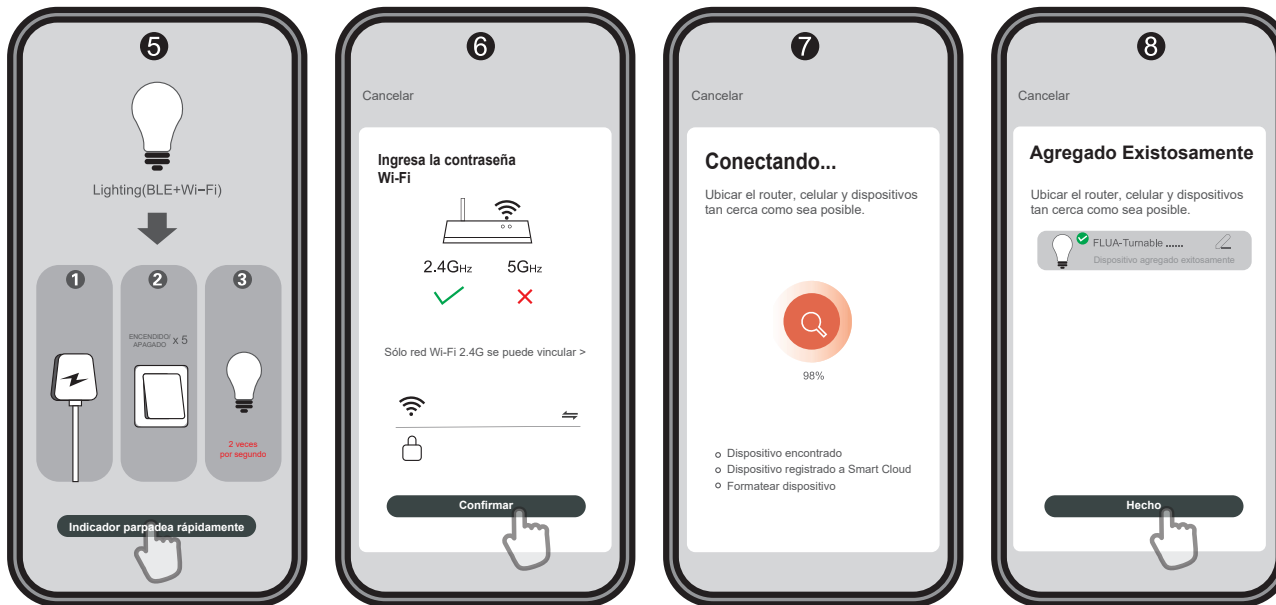 5
Lighting(BLE+Wi-Fi)
1
2
3
ENCENDIDO/
APAGADO X 5
2 veces
por segundo
Indicador parpadea rápidamente
6
Cancelar
Ingresa la contraseña
Wi-Fi
2.4GHz 5GHz
Sólo red Wi-Fi 2.4G se puede vincular >
Confirmar
7
Cancelar
Conectando...
Ubicar el router, celular y dispositivos
tan cerca como sea posible.
98%
Dispositivo encontrado
Dispositivo registrado a Smart Cloud
Formatear dispositivo
8
Cancelar
Agregado Existosamente
Ubicar el router, celular y dispositivos
tan cerca como sea posible.
FLUA-Turnable ......
Dispositivo agregado exitosamente
Hecho